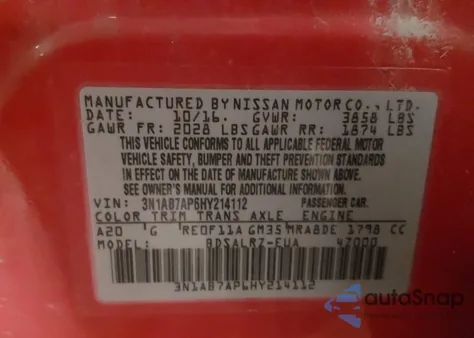 MANUFACTURED BY NISSAN MOTOR CO., LTD.
DATE: 10/16. GVWR: 3858 LBS
GAWR FR: 2028 LBS GAWR RR: 1874 LBS
THIS VEHICLE CONFORMS TO ALL APPLICABLE FEDERAL MOTOR
VEHICLE SAFETY, BUMPER AND THEFT PREVENTION STANDARDS
IN EFFECT ON THE DATE OF MANUFACTURE SHOWN ABOVE.
SEE OWNER'S MANUAL FOR ADDITIONAL INFORMATION.
VIN: 3N1AB7AP6HY214112 PASSENGER CAR.
COLOR TRIM TRANS AXLE ENGINE
A20 G RE0F11A GM35 MRA8DE 1798 CC
MODEL: BDSALRZ-EUA 47000
3N1AB7AP6HY214112
autoSnap